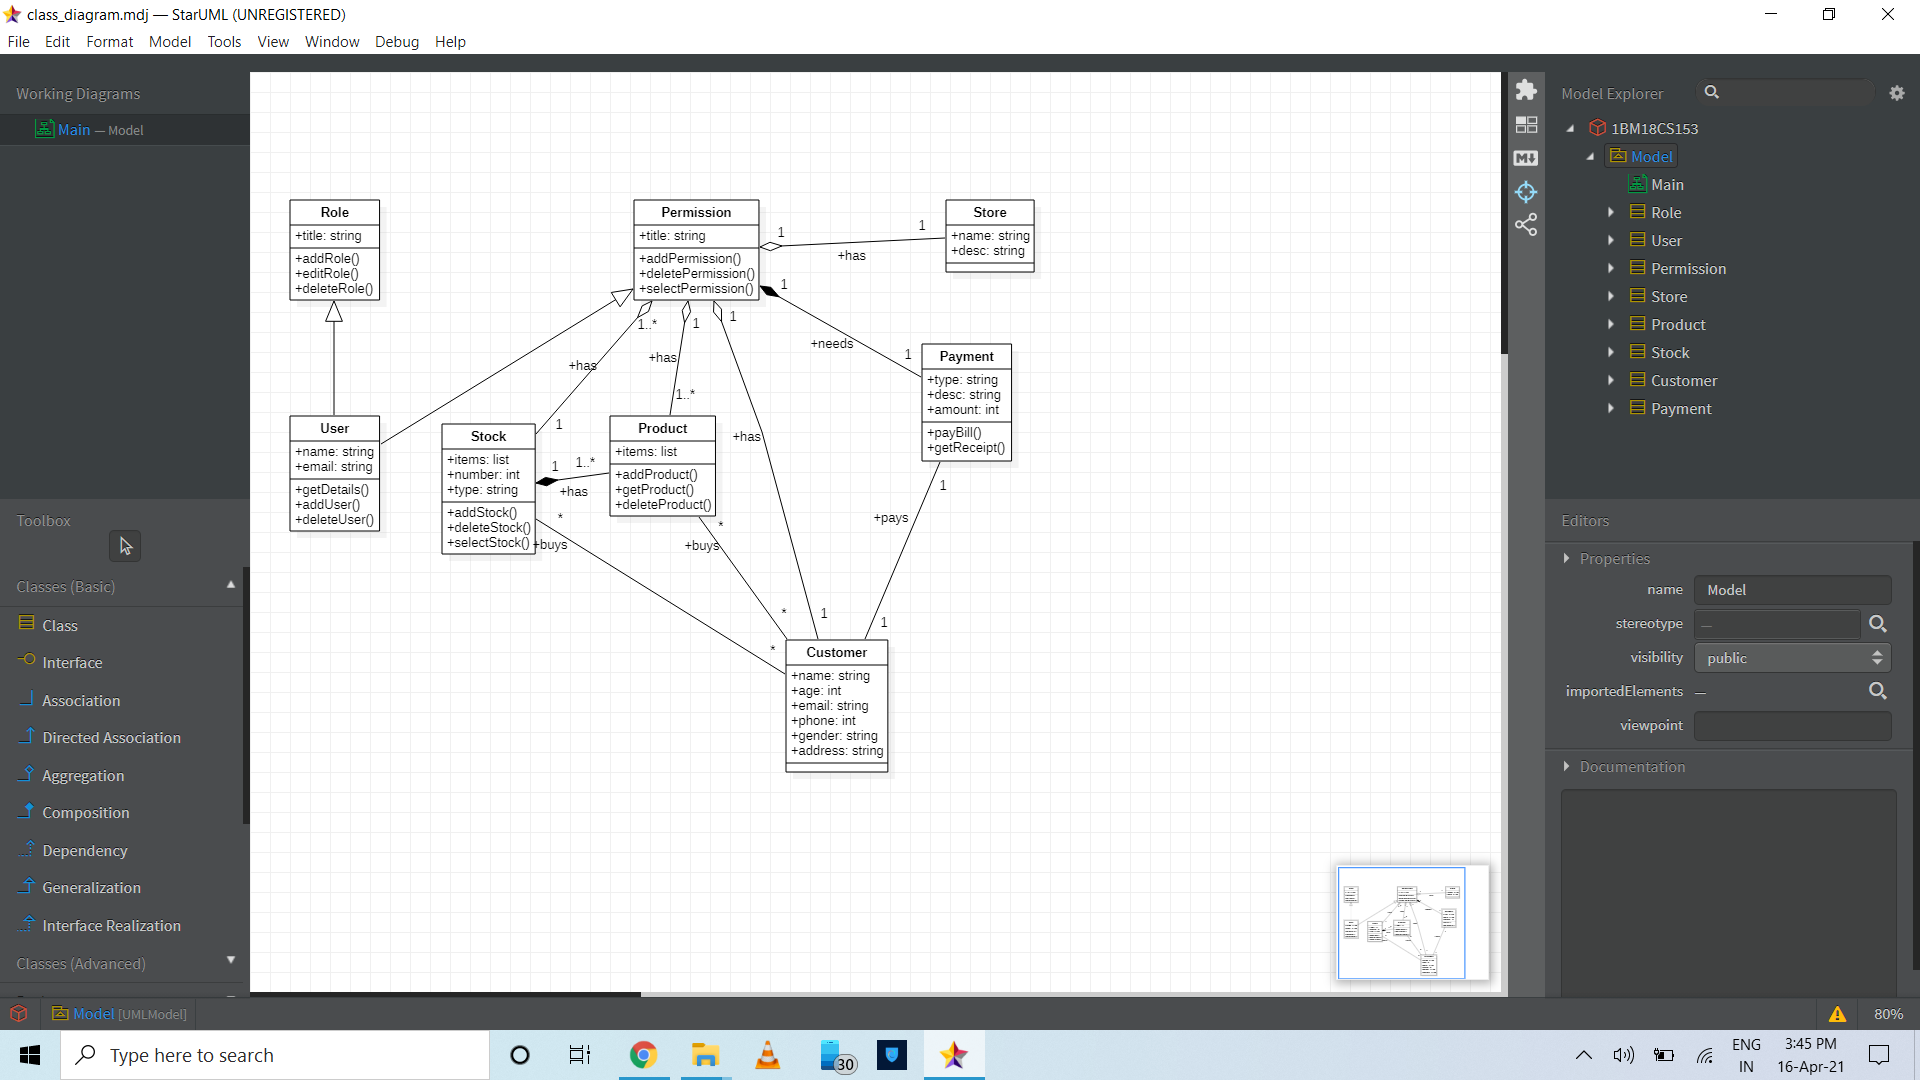 class_diagram.mdj — StarUML (UNREGISTERED)
File Edit Format Model Tools View Window Debug Help
Working Diagrams
Main — Model
Toolbox
Classes (Basic)
Class
Interface
Association
Directed Association
Aggregation
Composition
Dependency
Generalization
Interface Realization
Classes (Advanced)
Role
+title: string
+addRole()
+editRole()
+deleteRole()
Permission
+title: string
+addPermission()
+deletePermission()
+selectPermission()
Store
+name: string
+desc: string
1
1
+has
1
+needs
1
Payment
+type: string
+desc: string
+amount: int
+payBill()
+getReceipt()
1..*
+has
1
1
+has
1..*
1
+has
1
User
+name: string
+email: string
+getDetails()
+addUser()
+deleteUser()
Stock
+items: list
+number: int
+type: string
+addStock()
+deleteStock()
+selectStock()
1
1..*
+has
Product
+items: list
+addProduct()
+getProduct()
+deleteProduct()
*
+buys
*
*
+buys
*
1
+pays
1
Customer
+name: string
+age: int
+email: string
+phone: int
+gender: string
+address: string
M
Model Explorer
1BM18CS153
Model
Main
Role
User
Permission
Store
Product
Stock
Customer
Payment
Editors
Properties
name Model
stereotype —
visibility public
importedElements —
viewpoint
Documentation
Model [UMLModel]
80%
Type here to search
30
ENG
IN
3:45 PM
16-Apr-21